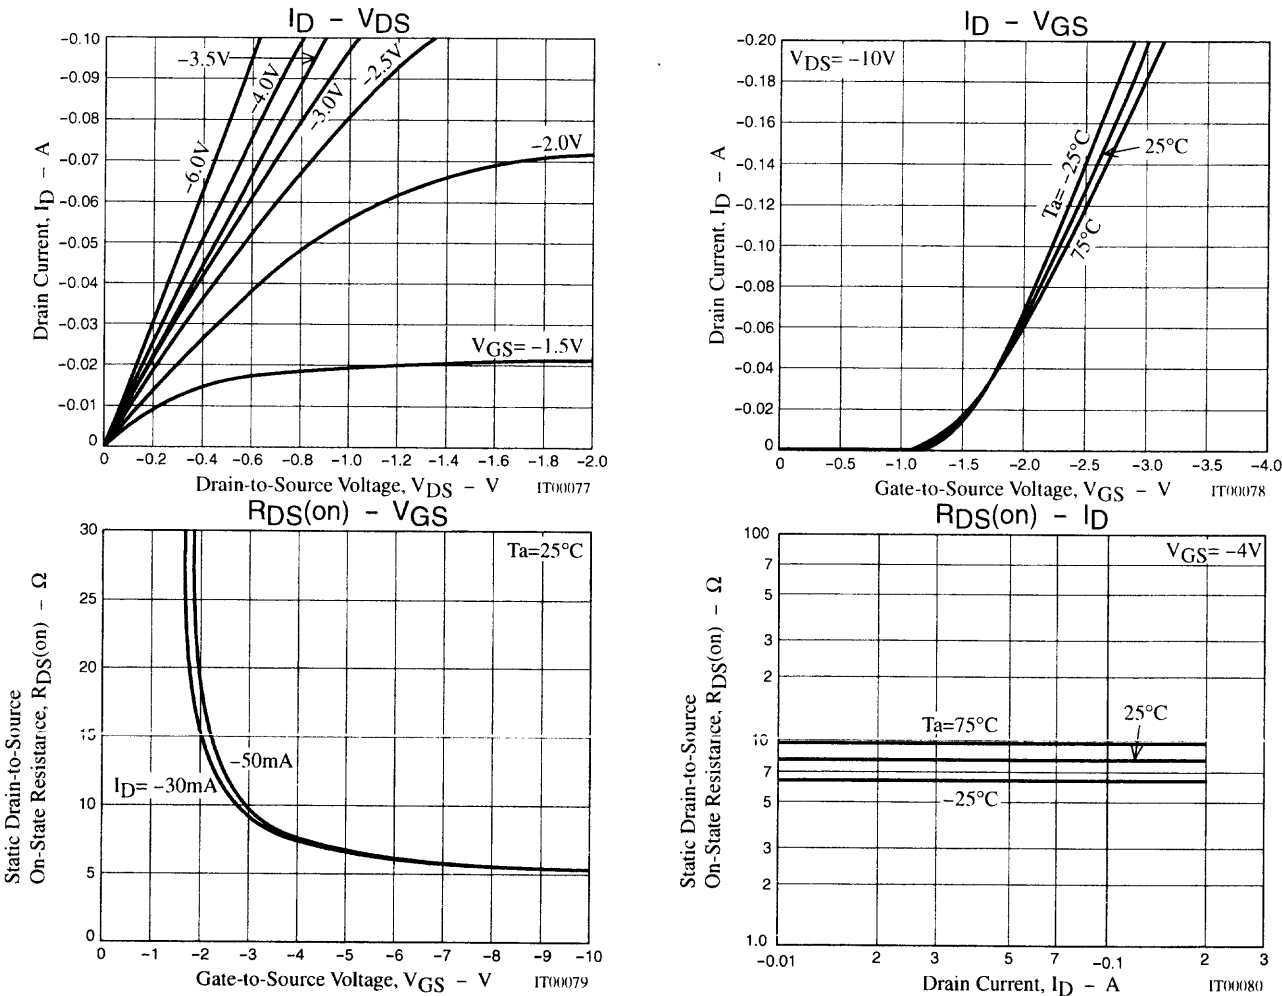 ID – VDS
-0.10
-0.09
-0.08
-0.07
-0.06
-0.05
-0.04
-0.03
-0.02
-0.01
0
Drain Current, ID – A
-3.5V
-6.0V
-4.0V
-3.0V
-2.5V
-2.0V
VGS= -1.5V
0 -0.2 -0.4 -0.6 -0.8 -1.0 -1.2 -1.4 -1.6 -1.8 -2.0
Drain-to-Source Voltage, VDS – V IT00077
ID – VGS
-0.20
-0.18
-0.16
-0.14
-0.12
-0.10
-0.08
-0.06
-0.04
-0.02
0
Drain Current, ID – A
VDS= -10V
Ta= -25°C
25°C
75°C
0 -0.5 -1.0 -1.5 -2.0 -2.5 -3.0 -3.5 -4.0
Gate-to-Source Voltage, VGS – V IT00078
RDS(on) – VGS
30
25
20
15
10
5
0
Static Drain-to-Source
On-State Resistance, RDS(on) – Ω
Ta=25°C
-50mA
ID= -30mA
0 -1 -2 -3 -4 -5 -6 -7 -8 -9 -10
Gate-to-Source Voltage, VGS – V IT00079
RDS(on) – ID
100
7
5
3
2
10
7
5
3
2
1.0
Static Drain-to-Source
On-State Resistance, RDS(on) – Ω
VGS= -4V
Ta=75°C
25°C
-25°C
-0.01 2 3 5 7 -0.1 2 3
Drain Current, ID – A IT00080